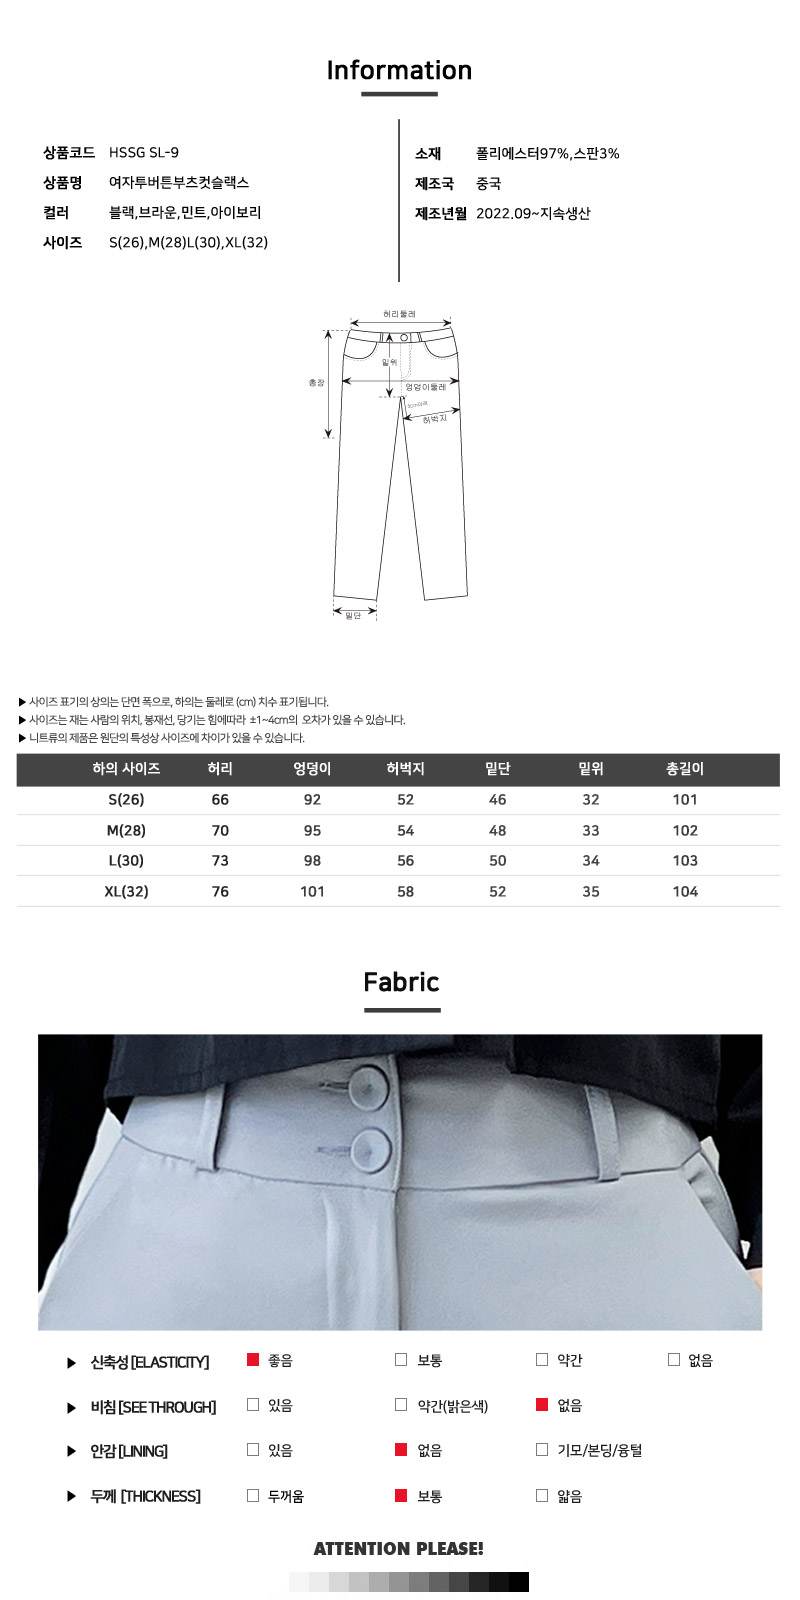 Information
상품코드 HSSG SL-9
상품명 여자투버튼부츠컷슬랙스
컬러 블랙,브라운,민트,아이보리
사이즈 S(26),M(28)L(30),XL(32)
소재 폴리에스터97%,스판3%
제조국 중국
제조년월 2022.09~지속생산
허리둘레
밑위
총장
엉덩이둘레
허벅지
밑단
▶ 사이즈 표기의 상의는 단면 폭으로, 하의는 둘레로 (cm) 치수 표기됩니다.
▶ 사이즈는 재는 사람의 위치, 봉재선, 당기는 힘에따라 ±1~4cm의 오차가 있을 수 있습니다.
▶ 니트류의 제품은 원단의 특성상 사이즈에 차이가 있을 수 있습니다.
하의 사이즈 허리 엉덩이 허벅지 밑단 밑위 총길이
S(26) 66 92 52 46 32 101
M(28) 70 95 54 48 33 102
L(30) 73 98 56 50 34 103
XL(32) 76 101 58 52 35 104
Fabric
▶ 신축성 [ELASTICITY] 좋음 보통 약간 없음
▶ 비침 [SEE THROUGH] 있음 약간(밝은색) 없음
▶ 안감 [LINING] 있음 없음 기모/본딩/융털
▶ 두께 [THICKNESS] 두꺼움 보통 얇음
ATTENTION PLEASE!